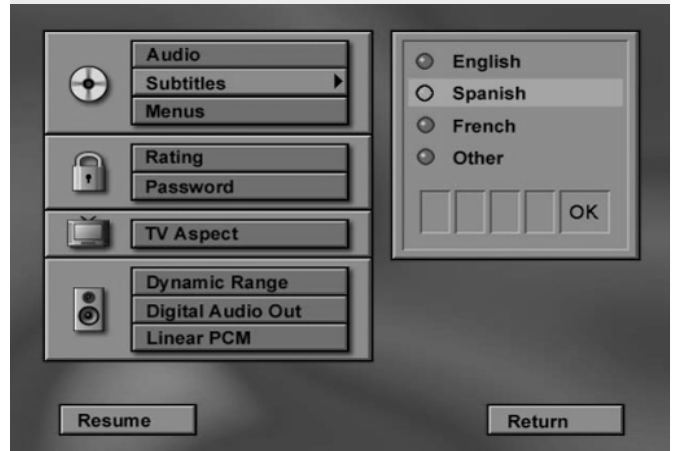 Audio
Subtitles
Menus
Rating
Password
TV Aspect
Dynamic Range
Digital Audio Out
Linear PCM
English
Spanish
French
Other
OK
Resume
Return